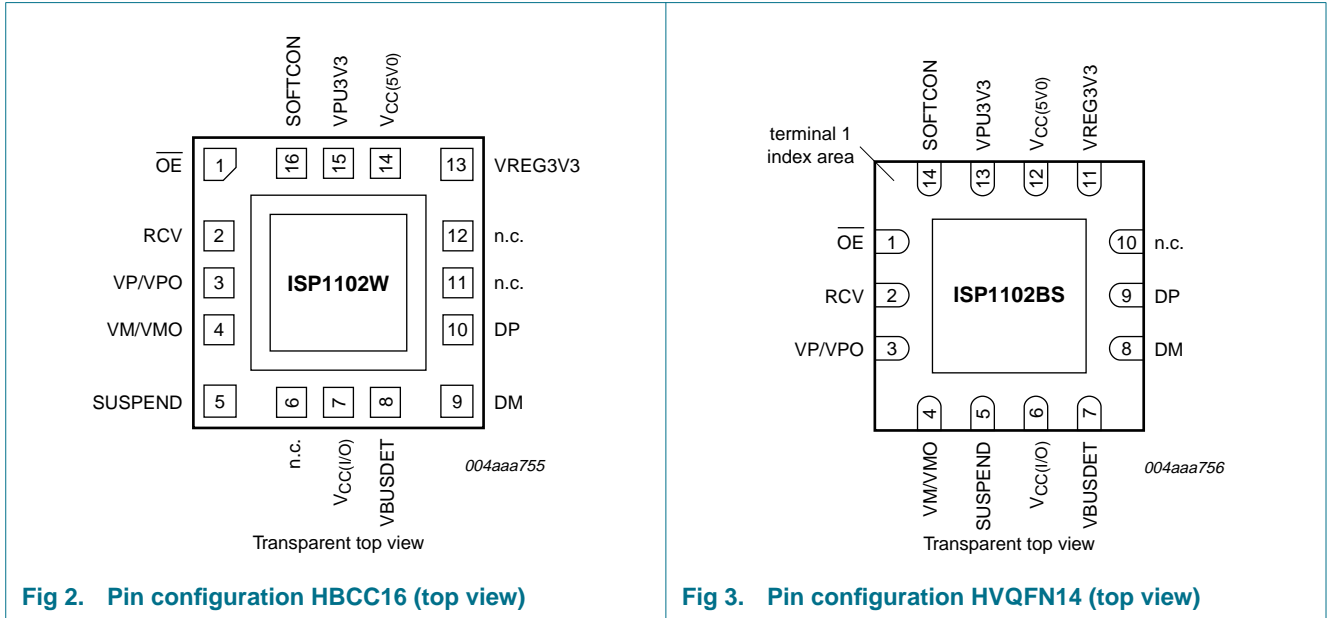 SOFTCON
VPU3V3
VCC(5V0)
16
15
14
OE
1
13
VREG3V3
RCV
2
12
n.c.
VP/VPO
3
ISP1102W
11
n.c.
VM/VMO
4
10
DP
SUSPEND
5
6
7
8
9
DM
n.c.
VCC(I/O)
VBUSDET
004aaa755
Transparent top view
Fig 2. Pin configuration HBCC16 (top view)
SOFTCON
VPU3V3
VCC(5V0)
VREG3V3
terminal 1
index area
14
13
12
11
OE
1
10
n.c.
RCV
2
ISP1102BS
9
DP
VP/VPO
3
8
DM
4
5
6
7
VM/VMO
SUSPEND
VCC(I/O)
VBUSDET
004aaa756
Transparent top view
Fig 3. Pin configuration HVQFN14 (top view)